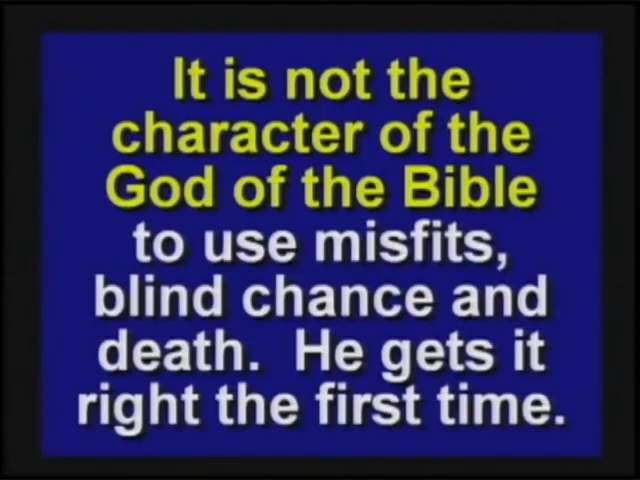 It is not the
character of the
God of the Bible
to use misfits,
blind chance and
death.  He gets it
right the first time.